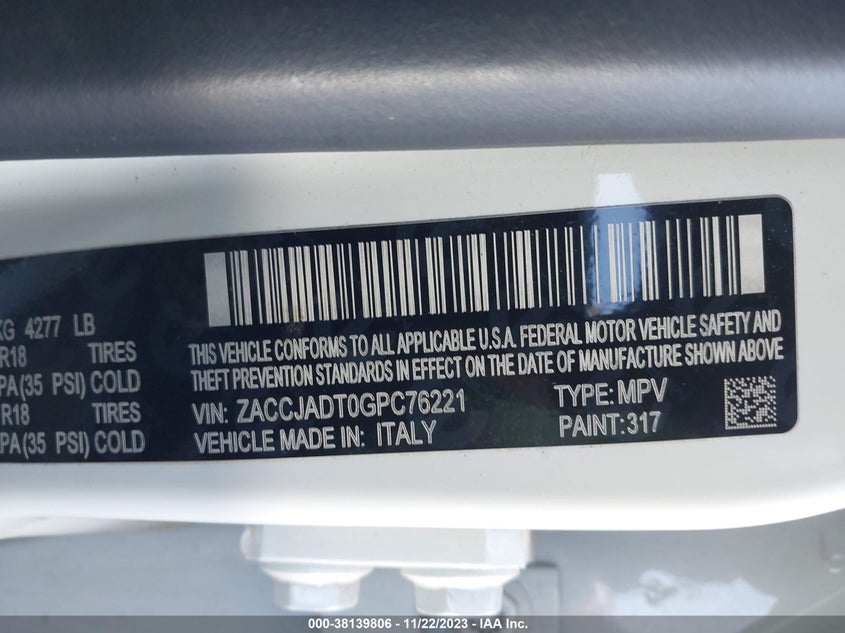 KG 4277 LB
R18 TIRES
PA(35 PSI) COLD
R18 TIRES
PA(35 PSI) COLD
THIS VEHICLE CONFORMS TO ALL APPLICABLE U.S.A. FEDERAL MOTOR VEHICLE SAFETY AND
THEFT PREVENTION STANDARDS IN EFFECT ON THE DATE OF MANUFACTURE SHOWN ABOVE
VIN: ZACCJADT0GPC76221 TYPE: MPV
VEHICLE MADE IN ITALY PAINT: 317
000-38139806 - 11/22/2023 - IAA Inc.